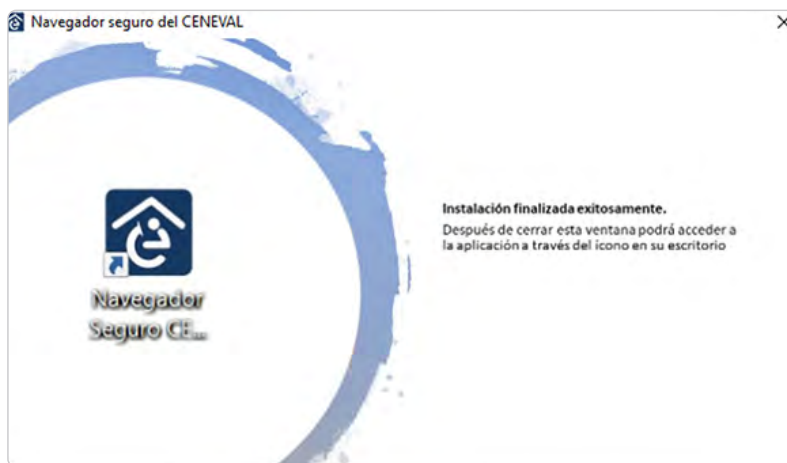 Navegador seguro del CENEVAL
Instalación finalizada exitosamente.
Después de cerrar esta ventana podrá acceder a
la aplicación a través del ícono en su escritorio
Navegador
Seguro CE...